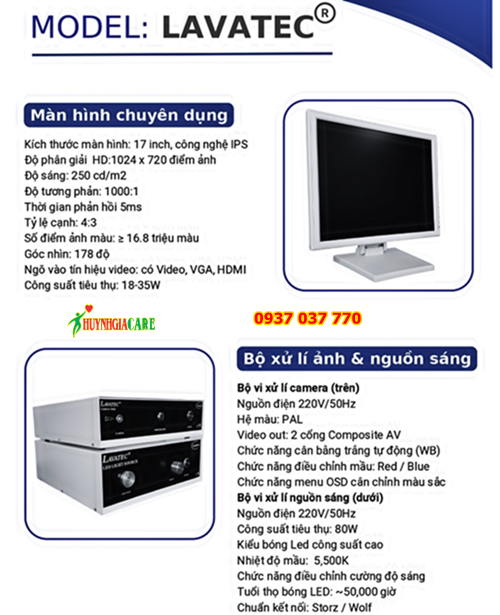 MODEL: LAVATEC®
Màn hình chuyên dụng
Kích thước màn hình: 17 inch, công nghệ IPS
Độ phân giải HD:1024 x 720 điểm ảnh
Độ sáng: 250 cd/m2
Độ tương phản: 1000:1
Thời gian phản hồi 5ms
Tỷ lệ cạnh: 4:3
Số điểm ảnh màu: ≥ 16.8 triệu màu
Góc nhìn: 178 độ
Ngõ vào tín hiệu video: có Video, VGA, HDMI
Công suất tiêu thụ: 18-35W
HUYNHGIACARE
0937 037 770
LAVATEC
LAVATEC
LED LIGHT SOURCE
Bộ xử lí ảnh & nguồn sáng
Bộ vi xử lí camera (trên)
Nguồn điện 220V/50Hz
Hệ màu: PAL
Video out: 2 cổng Composite AV
Chức năng cân bằng trắng tự động (WB)
Chức năng điều chỉnh mầu: Red / Blue
Chức năng menu OSD cân chỉnh màu sắc
Bộ vi xử lí nguồn sáng (dưới)
Nguồn điện 220V/50Hz
Công suất tiêu thụ: 80W
Kiểu bóng Led công suất cao
Nhiệt độ mầu: 5,500K
Chức năng điều chỉnh cường độ sáng
Tuổi thọ bóng LED: ~50,000 giờ
Chuẩn kết nối: Storz / Wolf